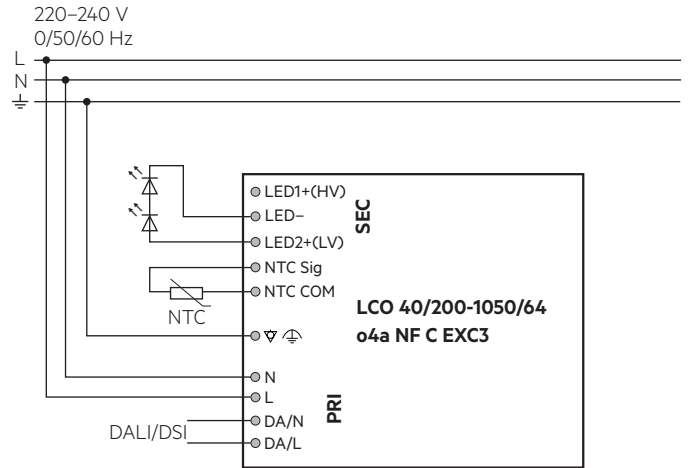 220–240 V
0/50/60 Hz
L
N
LED1+(HV)
LED–
LED2+(LV)
SEC
NTC Sig
NTC COM
NTC
LCO 40/200-1050/64
o4a NF C EXC3
N
L
PRI
DALI/DSI
DA/N
DA/L